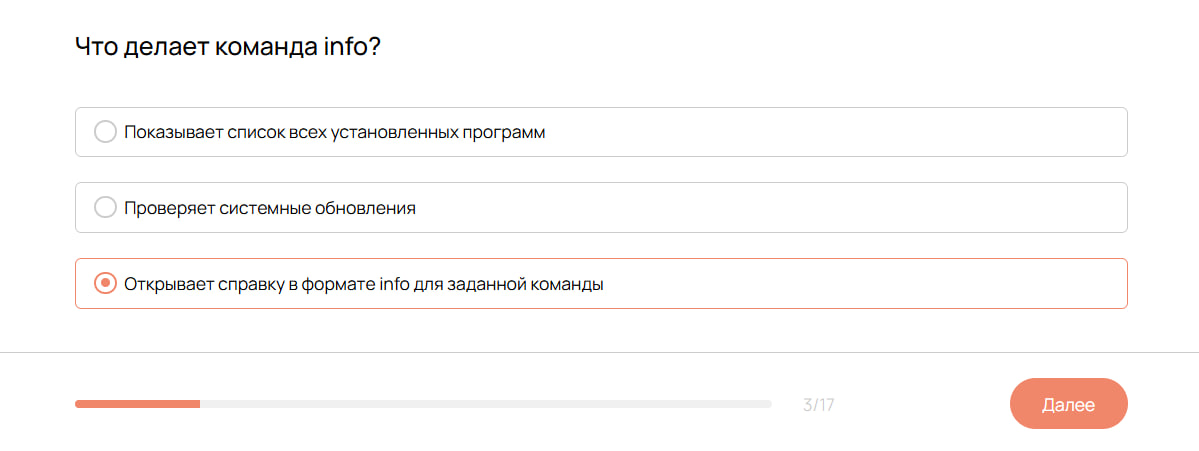 Что делает команда info?
Показывает список всех установленных программ
Проверяет системные обновления
Открывает справку в формате info для заданной команды
3/17
Далее